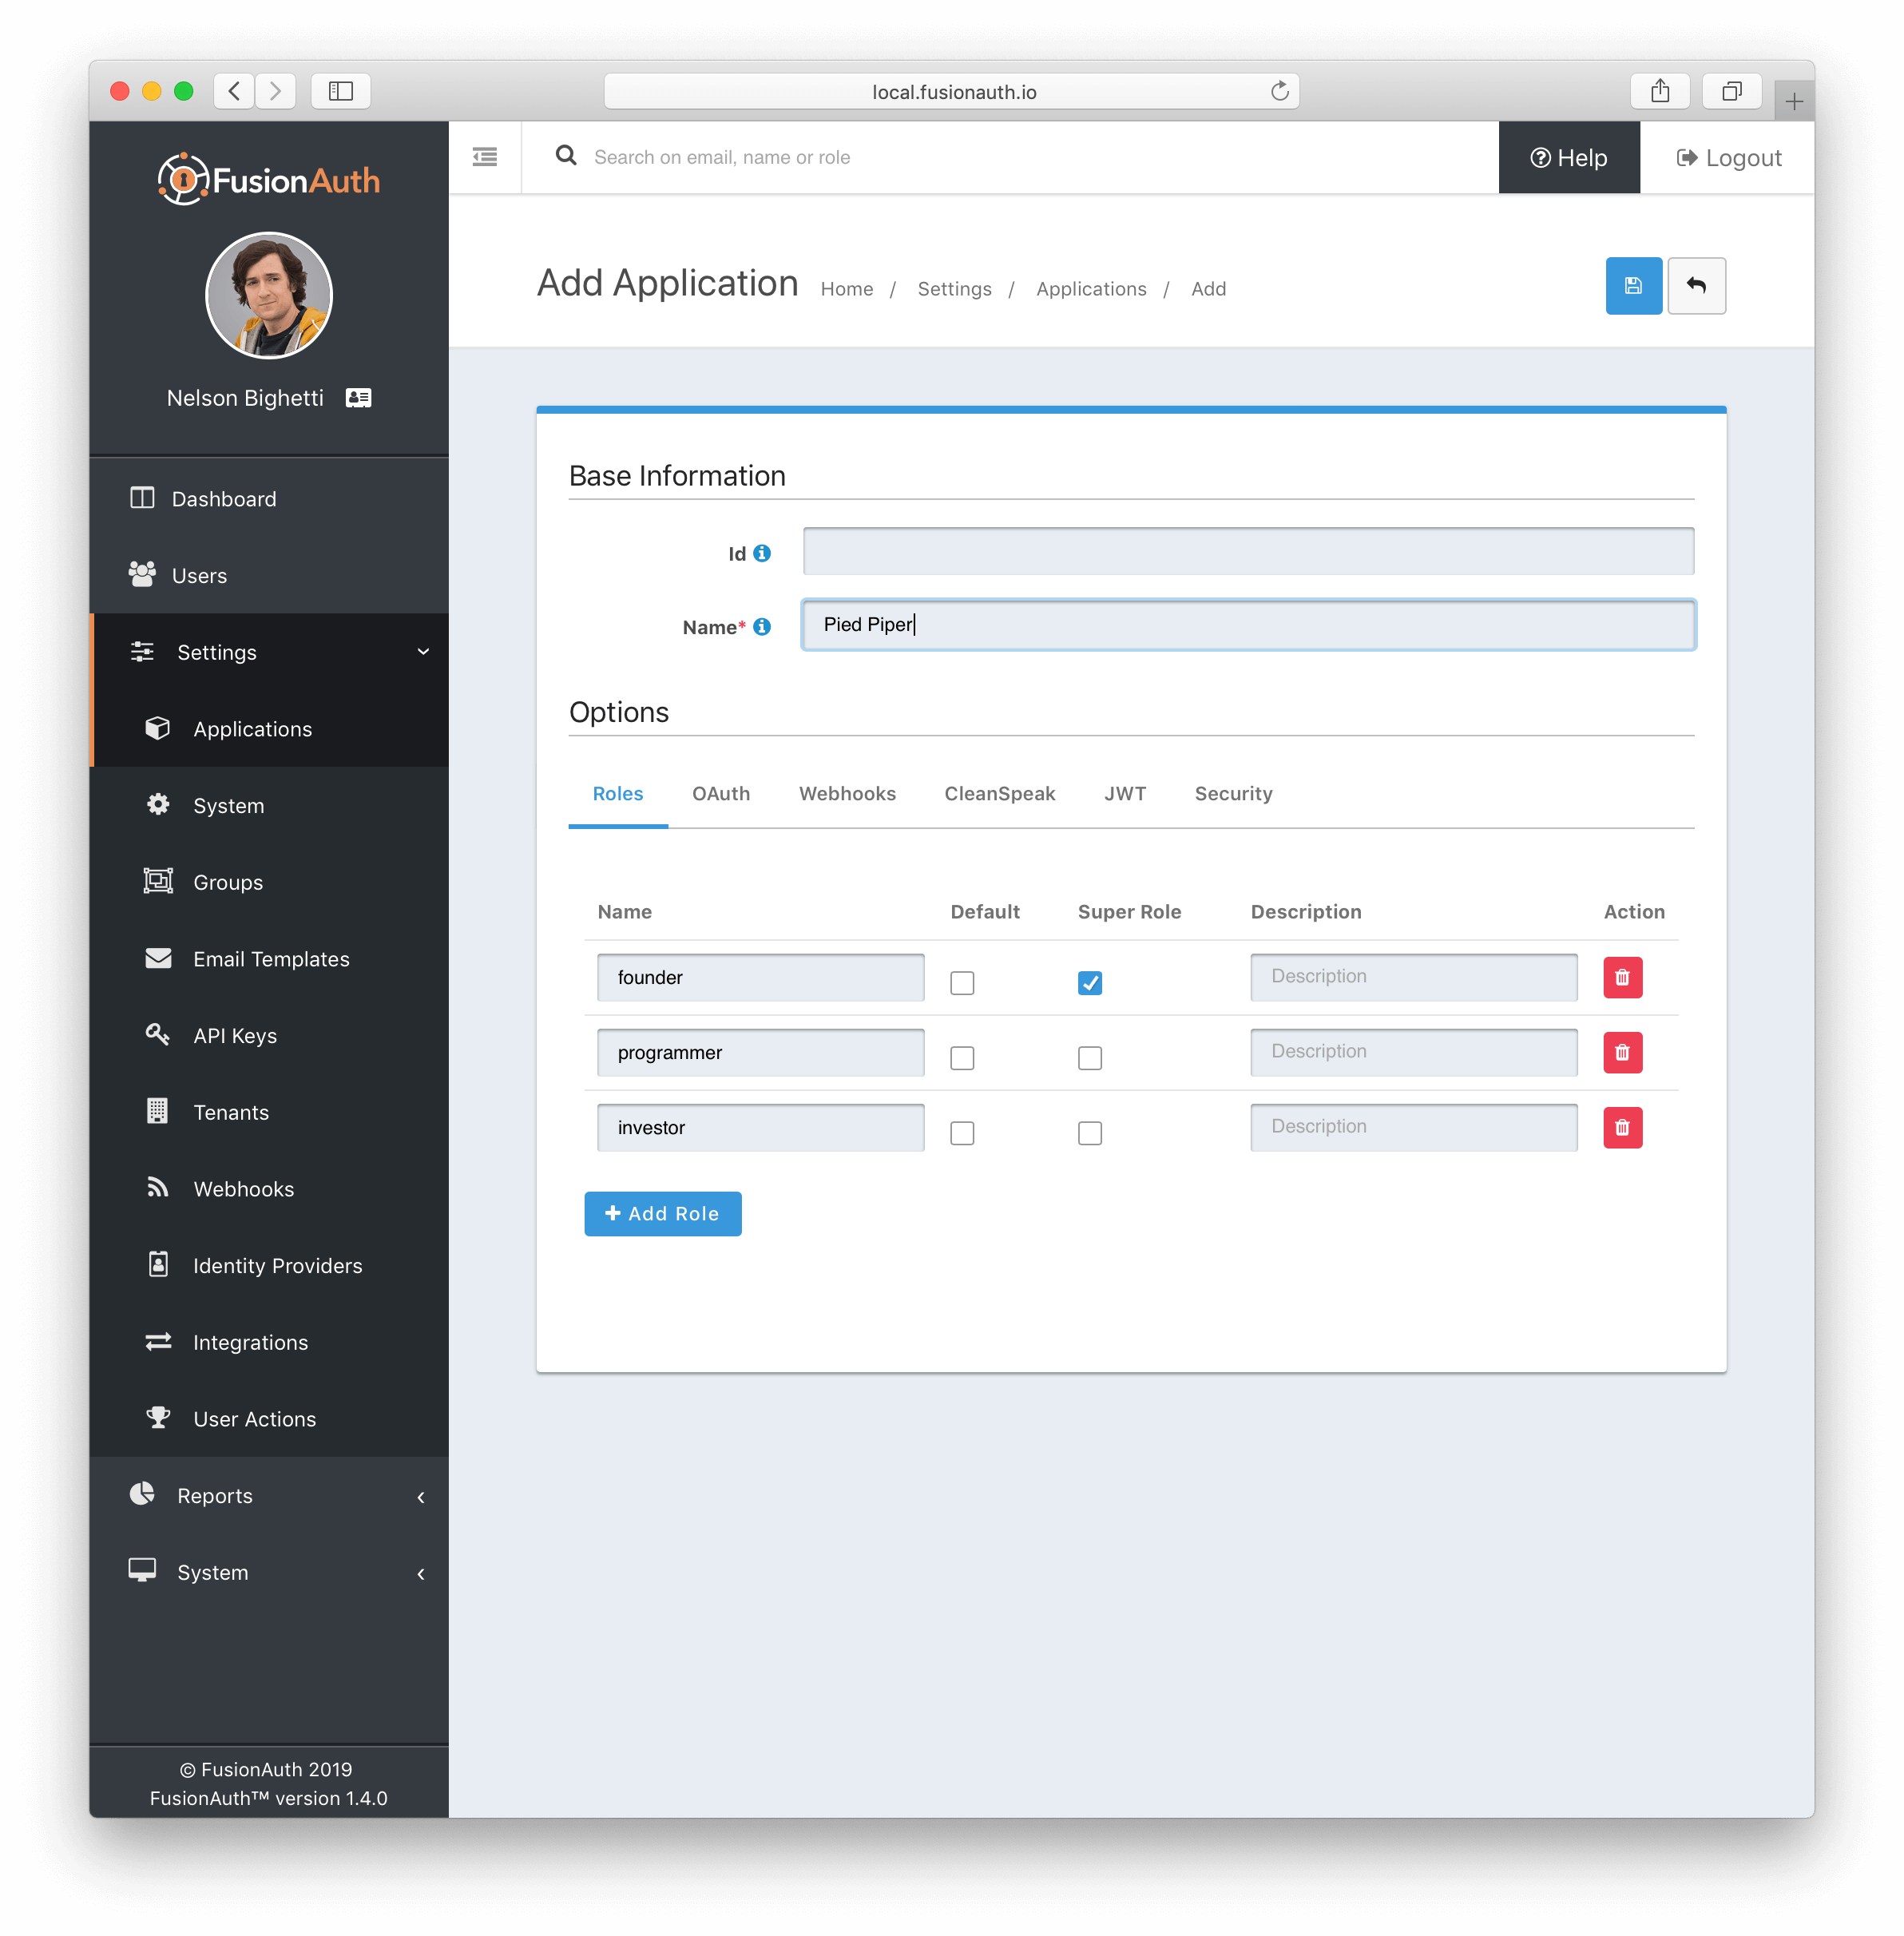 local.fusionauth.io
FusionAuth
Search on email, name or role
Help
Logout
Nelson Bighetti
Dashboard
Users
Settings
Applications
System
Groups
Email Templates
API Keys
Tenants
Webhooks
Identity Providers
Integrations
User Actions
Reports
System
© FusionAuth 2019
FusionAuth™ version 1.4.0
Add Application
Home / Settings / Applications / Add
Base Information
Id
Name*
Pied Piper
Options
Roles OAuth Webhooks CleanSpeak JWT Security
Name Default Super Role Description Action
founder Description
programmer Description
investor Description
Add Role